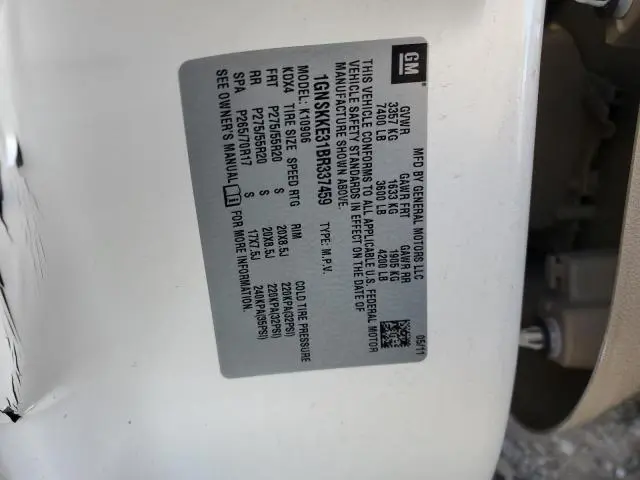 GM
MFD BY GENERAL MOTORS LLC 05/11
GVWR GAWR FRT GAWR RR
3357 KG 1633 KG 1905 KG
7400 LB 3600 LB 4200 LB
THIS VEHICLE CONFORMS TO ALL APPLICABLE U.S. FEDERAL MOTOR
VEHICLE SAFETY STANDARDS IN EFFECT ON THE DATE OF
MANUFACTURE SHOWN ABOVE.
1GNSKKE31BR337459 TYPE: M.P.V.
MODEL: K10906
KDX4 TIRE SIZE SPEED RTG RIM COLD TIRE PRESSURE
FRT P275/55R20 S 20X8.5J 220KPA(32PSI)
RR P275/55R20 S 20X8.5J 220KPA(32PSI)
SPA P265/70R17 S 17X7.5J 240KPA(35PSI)
SEE OWNER'S MANUAL FOR MORE INFORMATION.